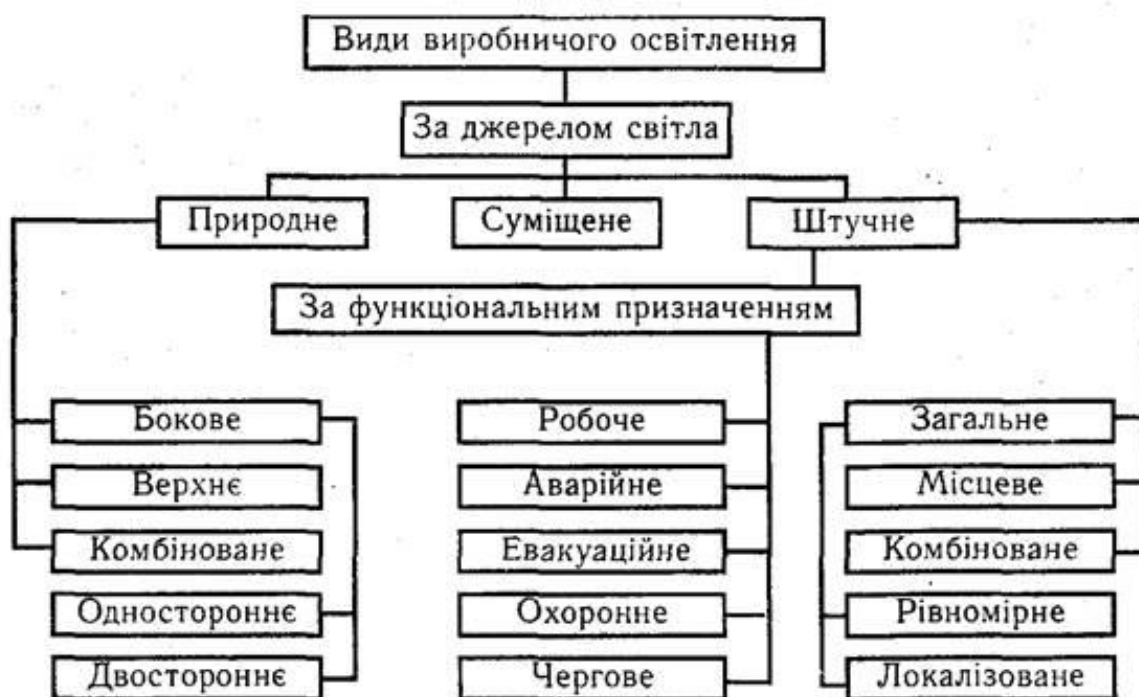 Види виробничого освітлення
За джерелом світла
Природне
Суміщене
Штучне
За функціональним призначенням
Бокове
Верхнє
Комбіноване
Одностороннє
Двостороннє
Робоче
Аварійне
Евакуаційне
Охоронне
Чергове
Загальне
Місцеве
Комбіноване
Рівномірне
Локалізоване